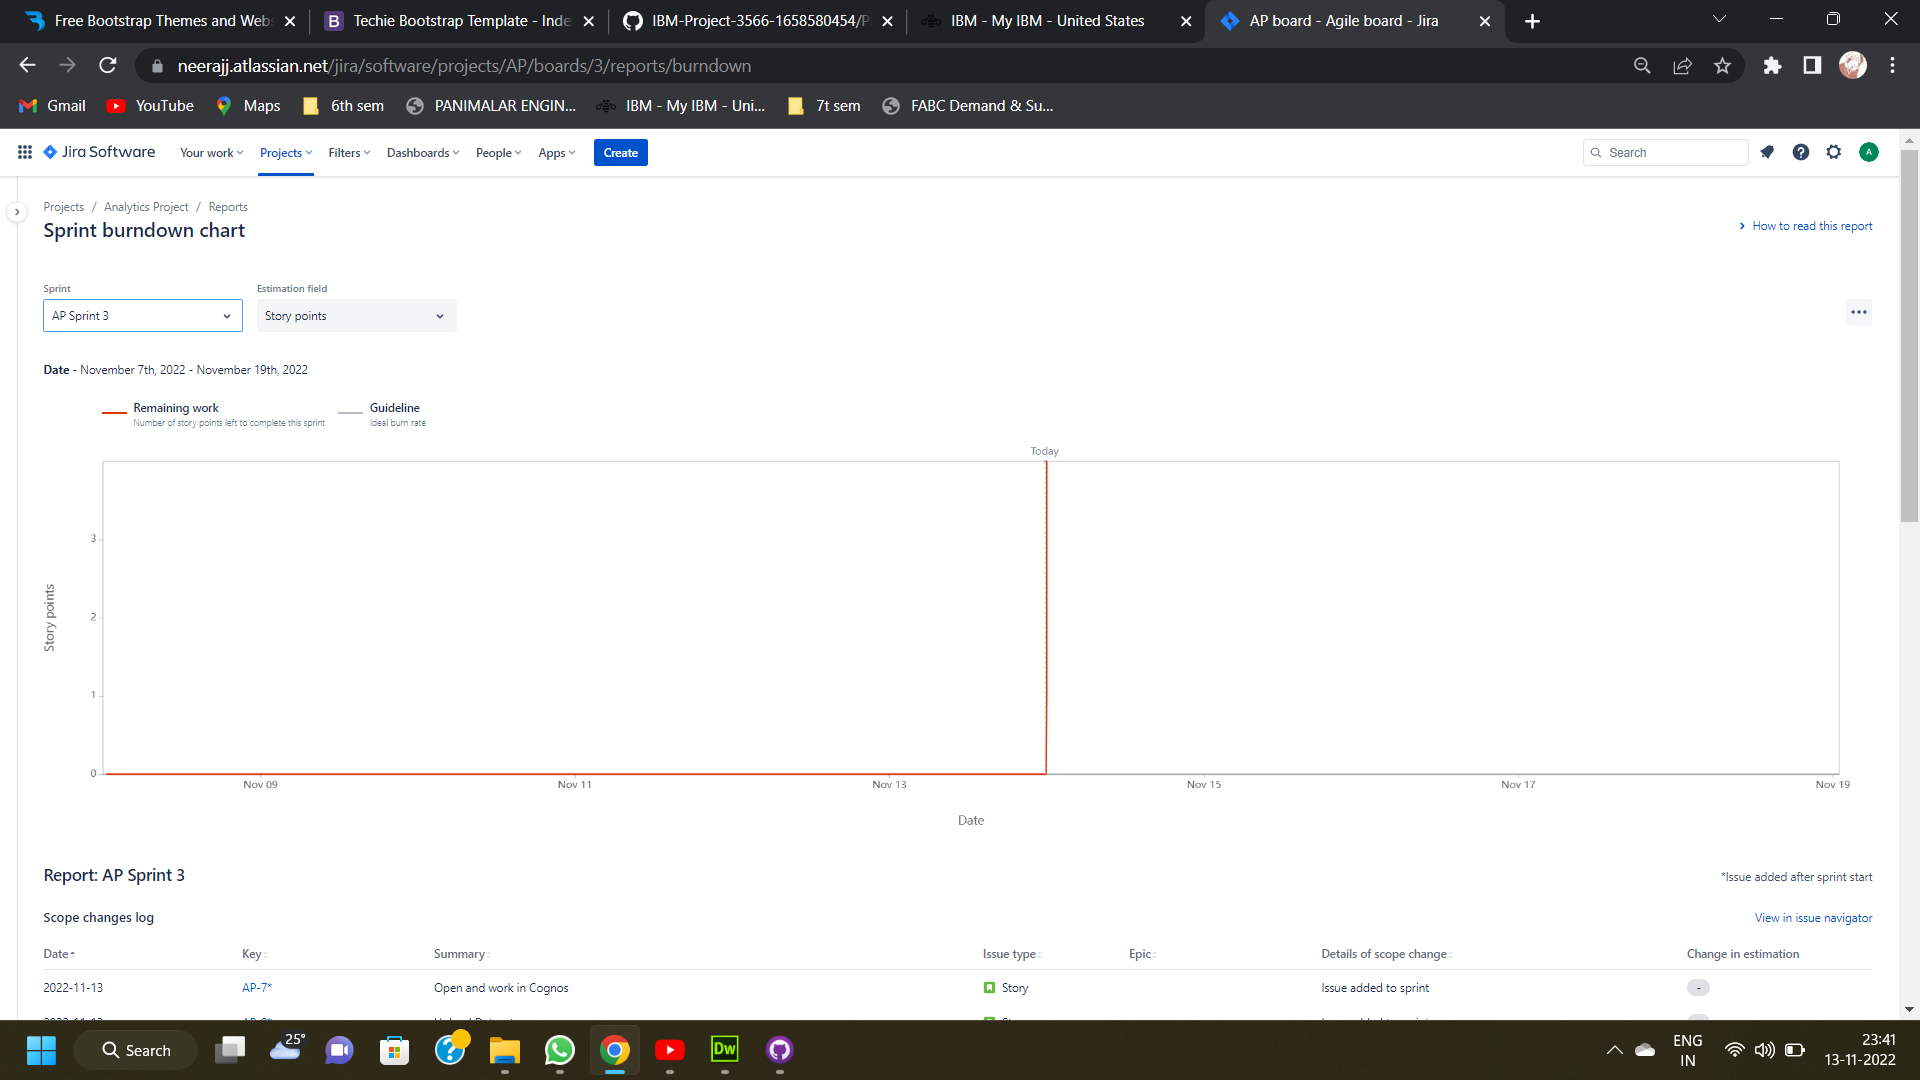 Free Bootstrap Themes and Webs
Techie Bootstrap Template - Inde
IBM-Project-3566-1658580454/P
IBM - My IBM - United States
AP board - Agile board - Jira
neerajj.atlassian.net/jira/software/projects/AP/boards/3/reports/burndown
Gmail
YouTube
Maps
6th sem
PANIMALAR ENGIN...
IBM - My IBM - Uni...
7t sem
FABC Demand & Su...
Jira Software
Your work
Projects
Filters
Dashboards
People
Apps
Create
Search
A
Projects / Analytics Project / Reports
Sprint burndown chart
How to read this report
Sprint
Estimation field
AP Sprint 3
Story points
Date - November 7th, 2022 - November 19th, 2022
Remaining work
Number of story points left to complete this sprint
Guideline
Ideal burn rate
Today
3
2
1
0
Story points
Nov 09
Nov 11
Nov 13
Nov 15
Nov 17
Nov 19
Date
Report: AP Sprint 3
*Issue added after sprint start
Scope changes log
View in issue navigator
Date
Key
Summary
Issue type
Epic
Details of scope change
Change in estimation
2022-11-13
AP-7*
Open and work in Cognos
Story
Issue added to sprint
-
Search
25°
Dw
ENG
IN
23:41
13-11-2022